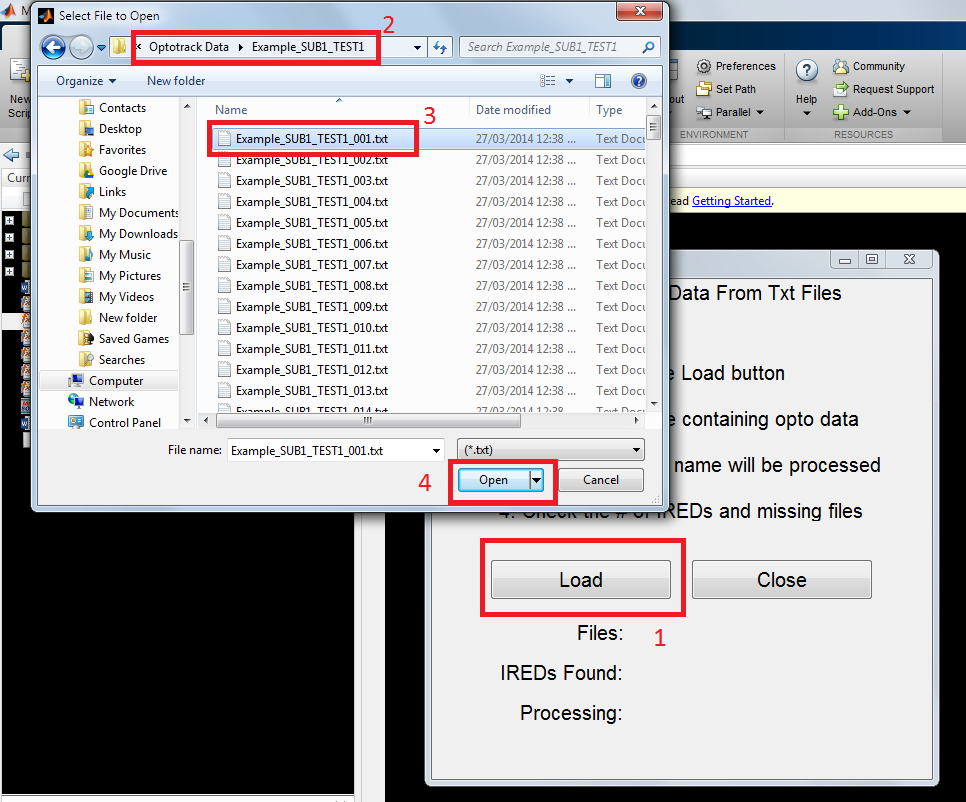 Select File to Open
2
« Optotrack Data Example_SUB1_TEST1
Search Example_SUB1_TEST1
Organize New folder
Preferences
Community
New
Set Path
Help
Request Support
Parallel
Add-Ons
ENVIRONMENT
RESOURCES
Name Date modified Type
3
Contacts
Desktop
Favorites
Google Drive
Links
My Documents
My Downloads
My Music
My Pictures
My Videos
New folder
Saved Games
Searches
Computer
Network
Control Panel
Example_SUB1_TEST1_001.txt 27/03/2014 12:38 ... Text Docu
Example_SUB1_TEST1_002.txt 27/03/2014 12:38 ... Text Docu
Example_SUB1_TEST1_003.txt 27/03/2014 12:38 ... Text Docu
Example_SUB1_TEST1_004.txt 27/03/2014 12:38 ... Text Docu
Example_SUB1_TEST1_005.txt 27/03/2014 12:38 ... Text Docu
Example_SUB1_TEST1_006.txt 27/03/2014 12:38 ... Text Docu
Example_SUB1_TEST1_007.txt 27/03/2014 12:38 ... Text Docu
Example_SUB1_TEST1_008.txt 27/03/2014 12:38 ... Text Docu
Example_SUB1_TEST1_009.txt 27/03/2014 12:38 ... Text Docu
Example_SUB1_TEST1_010.txt 27/03/2014 12:38 ... Text Docu
Example_SUB1_TEST1_011.txt 27/03/2014 12:38 ... Text Docu
Example_SUB1_TEST1_012.txt 27/03/2014 12:38 ... Text Docu
Example_SUB1_TEST1_013.txt 27/03/2014 12:38 ... Text Docu
Example_SUB1_TEST1_014.txt 27/03/2014 12:38 ... Text Docu
File name: Example_SUB1_TEST1_001.txt (*.txt)
4
Open Cancel
ead Getting Started.
Data From Txt Files
Load button
containing opto data
name will be processed
4. Check the # of IREDs and missing files
Load Close
1
Files:
IREDs Found:
Processing: